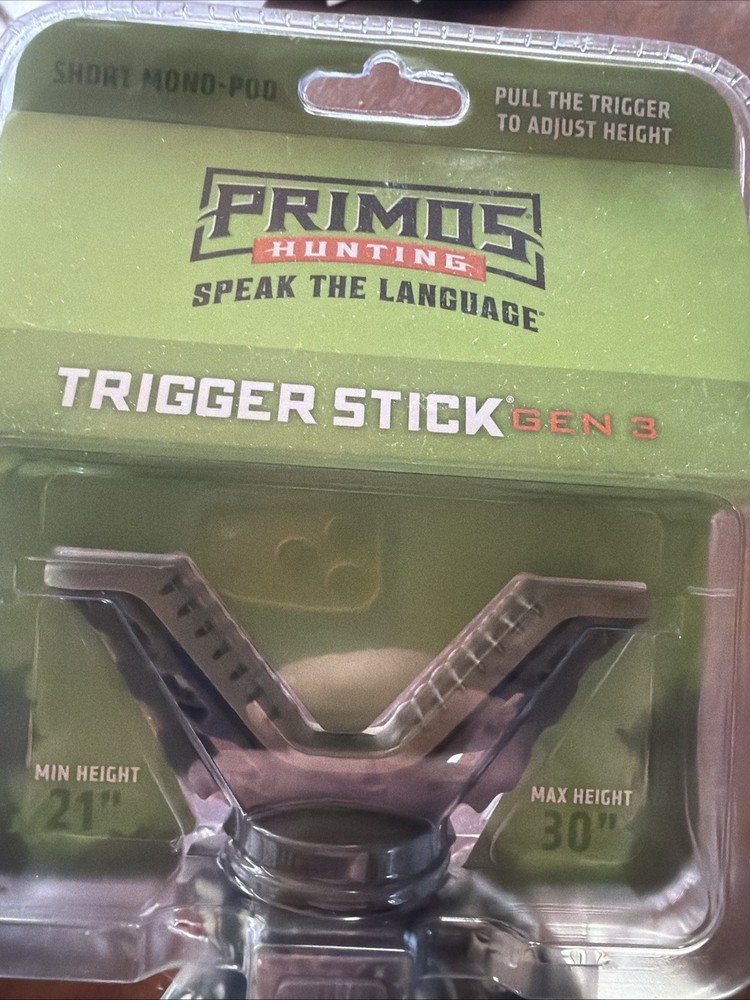 SHORT MONO-POD
PULL THE TRIGGER
TO ADJUST HEIGHT
PRIMOS®
HUNTING
SPEAK THE LANGUAGE®
TRIGGER STICK® GEN 3
MIN HEIGHT
21"
MAX HEIGHT
30"